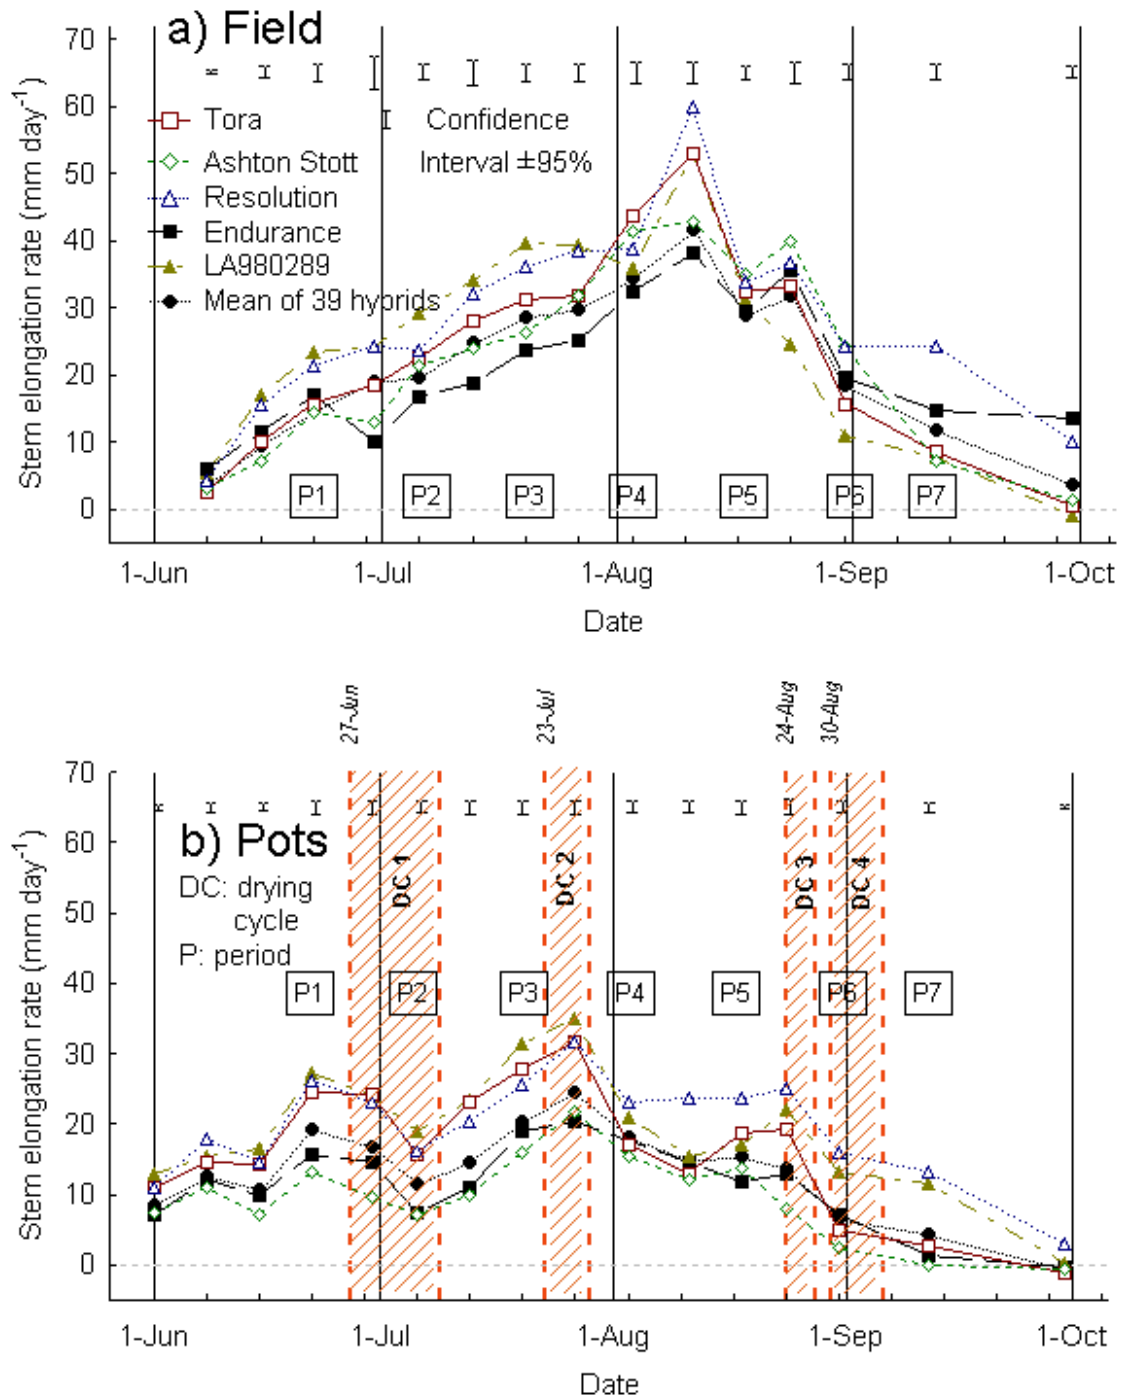 a) Field
70
60
50
40
30
20
10
0
Stem elongation rate (mm day-1)
Tora
Ashton Stott
Resolution
Endurance
LA980289
Mean of 39 hybrids
Confidence
Interval ±95%
P1
P2
P3
P4
P5
P6
P7
1-Jun
1-Jul
1-Aug
1-Sep
1-Oct
Date
27-Jun
23-Jul
24-Aug
30-Aug
b) Pots
DC: drying
cycle
P: period
70
60
50
40
30
20
10
0
Stem elongation rate (mm day-1)
DC 1
DC 2
DC 3
DC 4
P1
P2
P3
P4
P5
P6
P7
1-Jun
1-Jul
1-Aug
1-Sep
1-Oct
Date